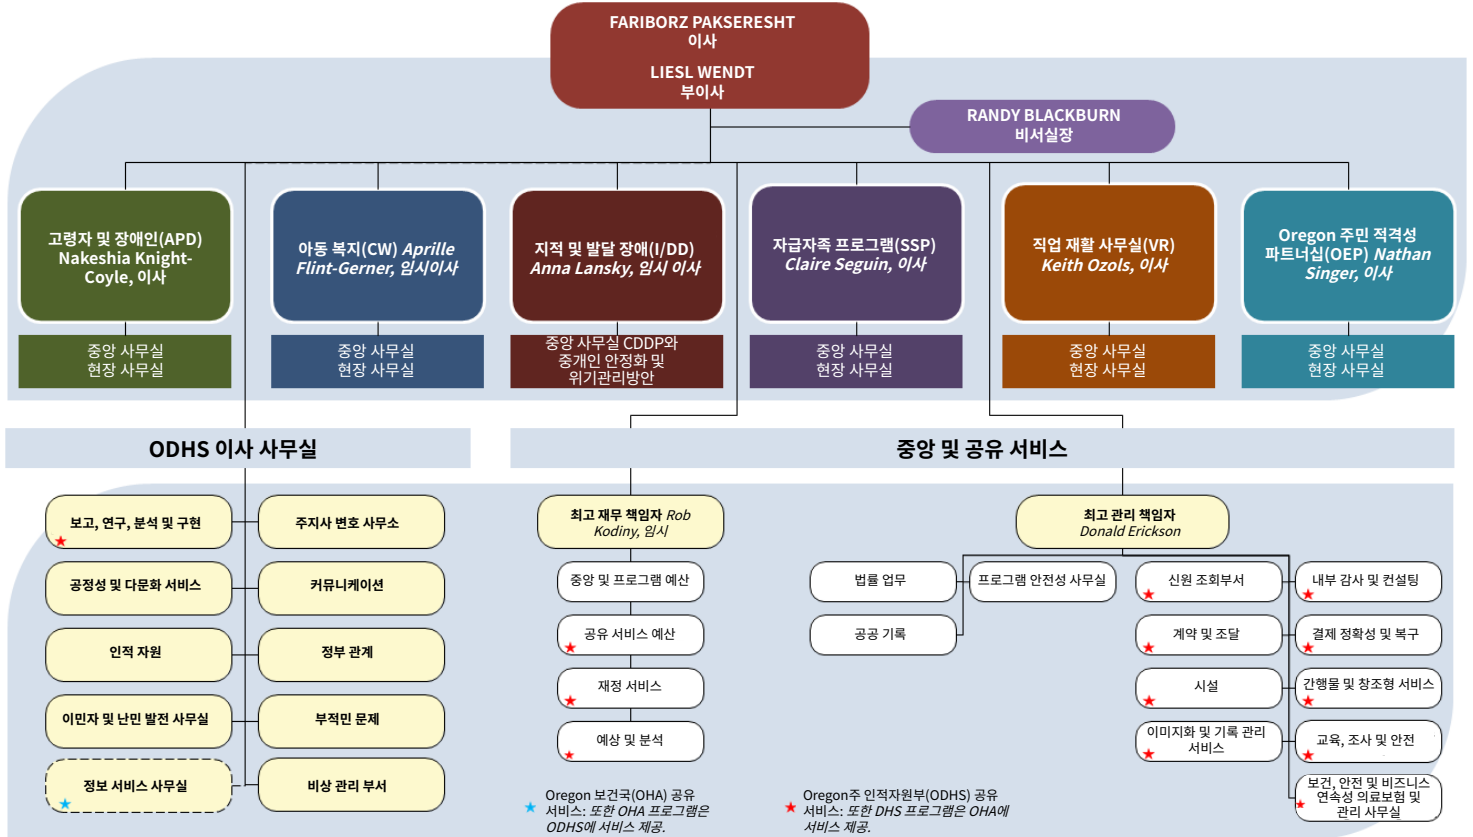 FARIBORZ PAKSERESHT
이사
LIESL WENDT
부이사
RANDY BLACKBURN
비서실장
고령자 및 장애인(APD)
Nakeshia Knight-
Coyle, 이사
중앙 사무실
현장 사무실
아동 복지(CW) Aprille
Flint-Gerner, 임시이사
중앙 사무실
현장 사무실
지적 및 발달 장애(I/DD)
Anna Lansky, 임시 이사
중앙 사무실 CDDP와
중개인 안정화 및
위기관리방안
자급자족 프로그램(SSP)
Claire Seguin, 이사
중앙 사무실
현장 사무실
직업 재활 사무실(VR)
Keith Ozols, 이사
중앙 사무실
현장 사무실
Oregon 주민 적격성
파트너십(OEP) Nathan
Singer, 이사
중앙 사무실
현장 사무실
ODHS 이사 사무실
보고, 연구, 분석 및 구현
주지사 변호 사무소
공정성 및 다문화 서비스
커뮤니케이션
인적 자원
정부 관계
이민자 및 난민 발전 사무실
부적민 문제
정보 서비스 사무실
비상 관리 부서
중앙 및 공유 서비스
최고 재무 책임자 Rob
Kodiny, 임시
중앙 및 프로그램 예산
공유 서비스 예산
재정 서비스
예상 및 분석
최고 관리 책임자
Donald Erickson
법률 업무
프로그램 안전성 사무실
공공 기록
신원 조회부서
내부 감사 및 컨설팅
계약 및 조달
결제 정확성 및 복구
시설
간행물 및 창조형 서비스
이미지화 및 기록 관리
서비스
교육, 조사 및 안전
보건, 안전 및 비즈니스
연속성 의료보험 및
관리 사무실
Oregon 보건국(OHA) 공유
서비스: 또한 OHA 프로그램은
ODHS에 서비스 제공.
Oregon주 인적자원부(ODHS) 공유
서비스: 또한 DHS 프로그램은 OHA에
서비스 제공.